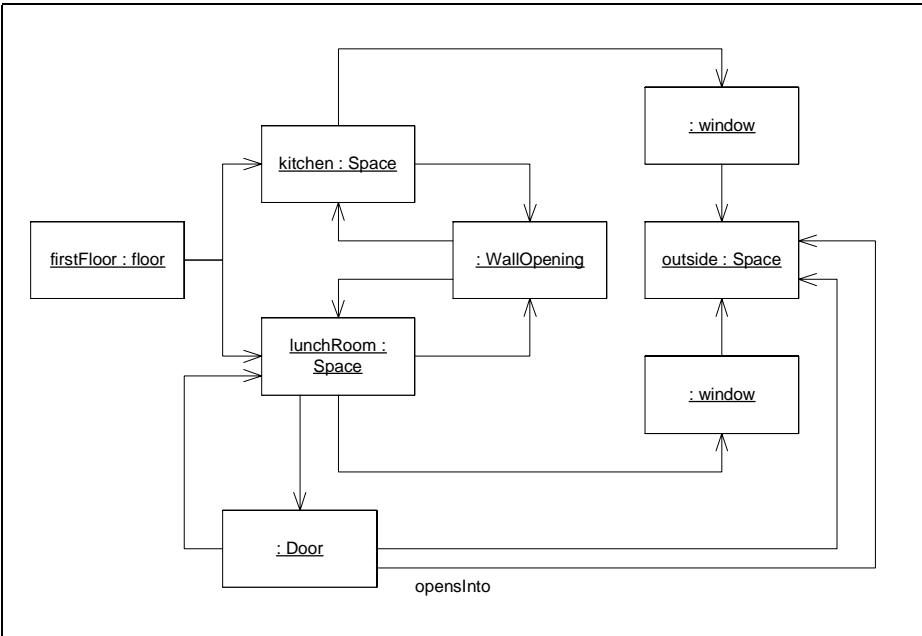 : window
kitchen : Space
firstFloor : floor
: WallOpening
outside : Space
lunchRoom :
Space
: window
: Door
opensInto